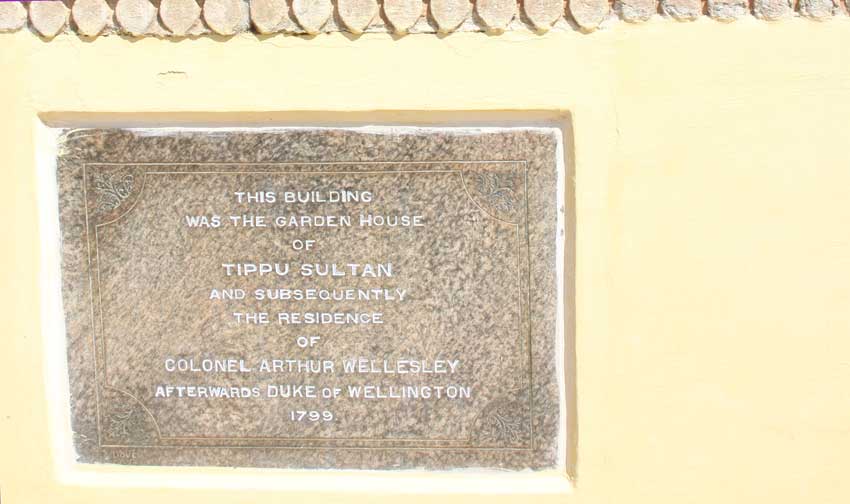 THIS BUILDING
WAS THE GARDEN HOUSE
OF
TIPPU SULTAN
AND SUBSEQUENTLY
THE RESIDENCE
OF
COLONEL ARTHUR WELLESLEY
AFTERWARDS DUKE OF WELLINGTON
1799